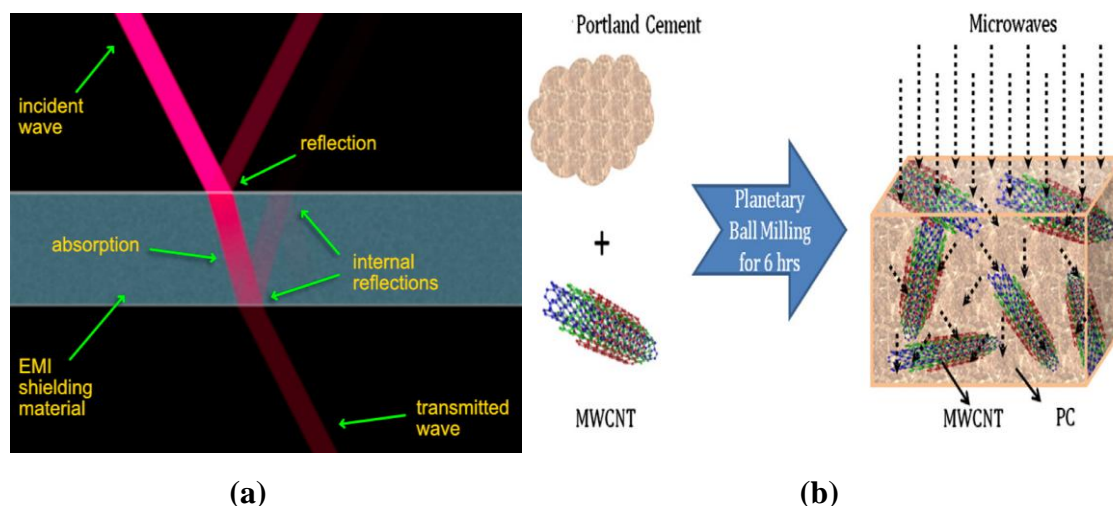 incident
wave
reflection
absorption
internal
reflections
EMI
shielding
material
transmitted
wave
(a)
Portland Cement
+
MWCNT
Planetary
Ball Milling
for 6 hrs
Microwaves
MWCNT
PC
(b)